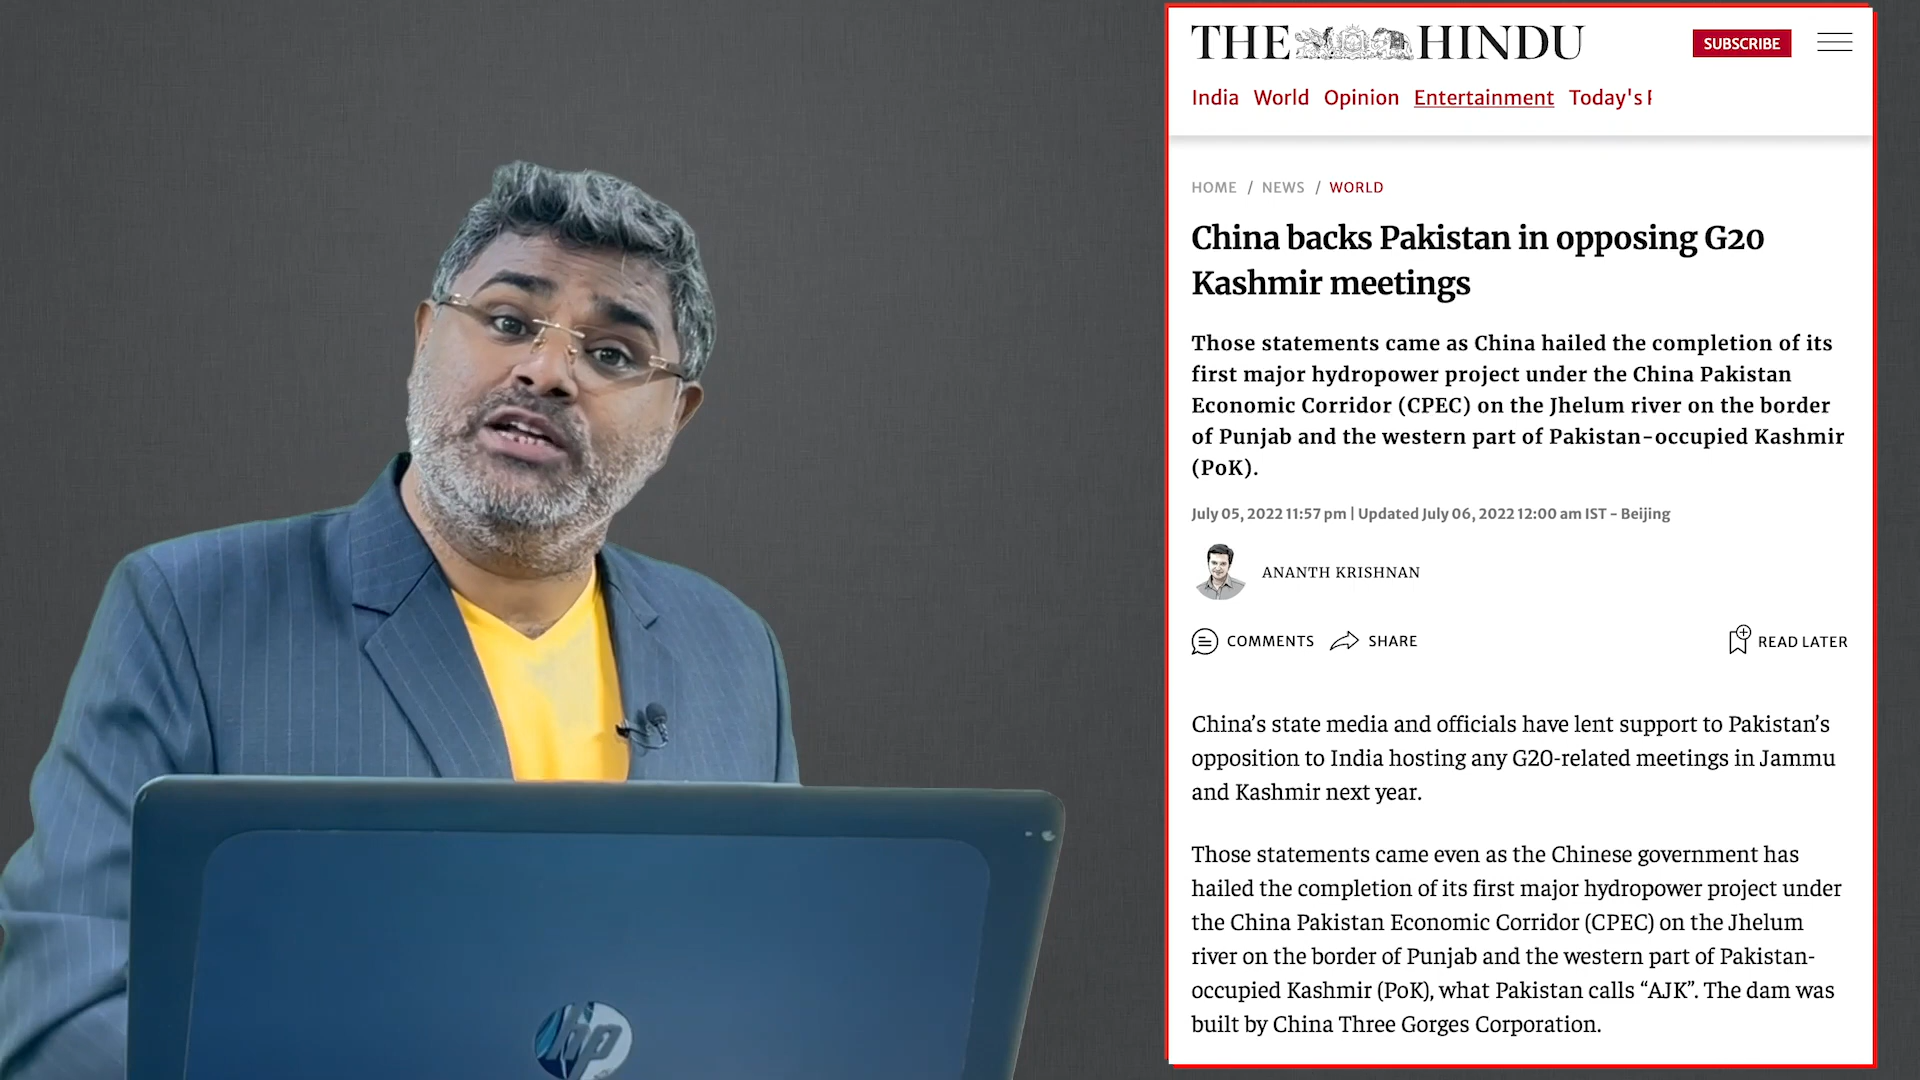 THE HINDU
SUBSCRIBE
India World Opinion Entertainment Today's
HOME / NEWS / WORLD
China backs Pakistan in opposing G20
Kashmir meetings
Those statements came as China hailed the completion of its
first major hydropower project under the China Pakistan
Economic Corridor (CPEC) on the Jhelum river on the border
of Punjab and the western part of Pakistan-occupied Kashmir
(PoK).
July 05, 2022 11:57 pm | Updated July 06, 2022 12:00 am IST - Beijing
ANANTH KRISHNAN
COMMENTS SHARE READ LATER
China’s state media and officials have lent support to Pakistan’s
opposition to India hosting any G20-related meetings in Jammu
and Kashmir next year.
Those statements came even as the Chinese government has
hailed the completion of its first major hydropower project under
the China Pakistan Economic Corridor (CPEC) on the Jhelum
river on the border of Punjab and the western part of Pakistan-
occupied Kashmir (PoK), what Pakistan calls “AJK”. The dam was
built by China Three Gorges Corporation.
hp